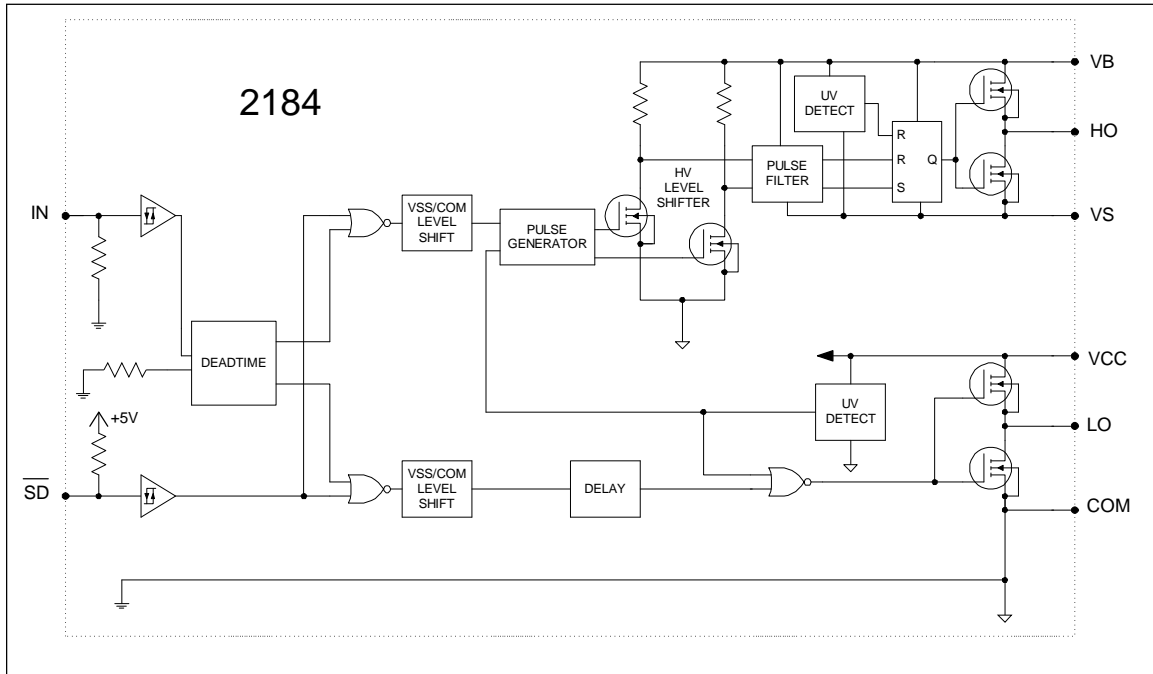 2184
VB
UV
DETECT
HO
R
R
Q
S
PULSE
FILTER
HV
LEVEL
SHIFTER
IN
VSS/COM
LEVEL
SHIFT
PULSE
GENERATOR
VS
DEADTIME
VCC
UV
DETECT
+5V
LO
S̅D̅
VSS/COM
LEVEL
SHIFT
DELAY
COM